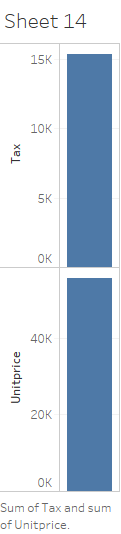 Sheet 14
15K
10K
Tax
5K
0K
40K
Unitprice
20K
0K
Sum of Tax and sum
of Unitprice.